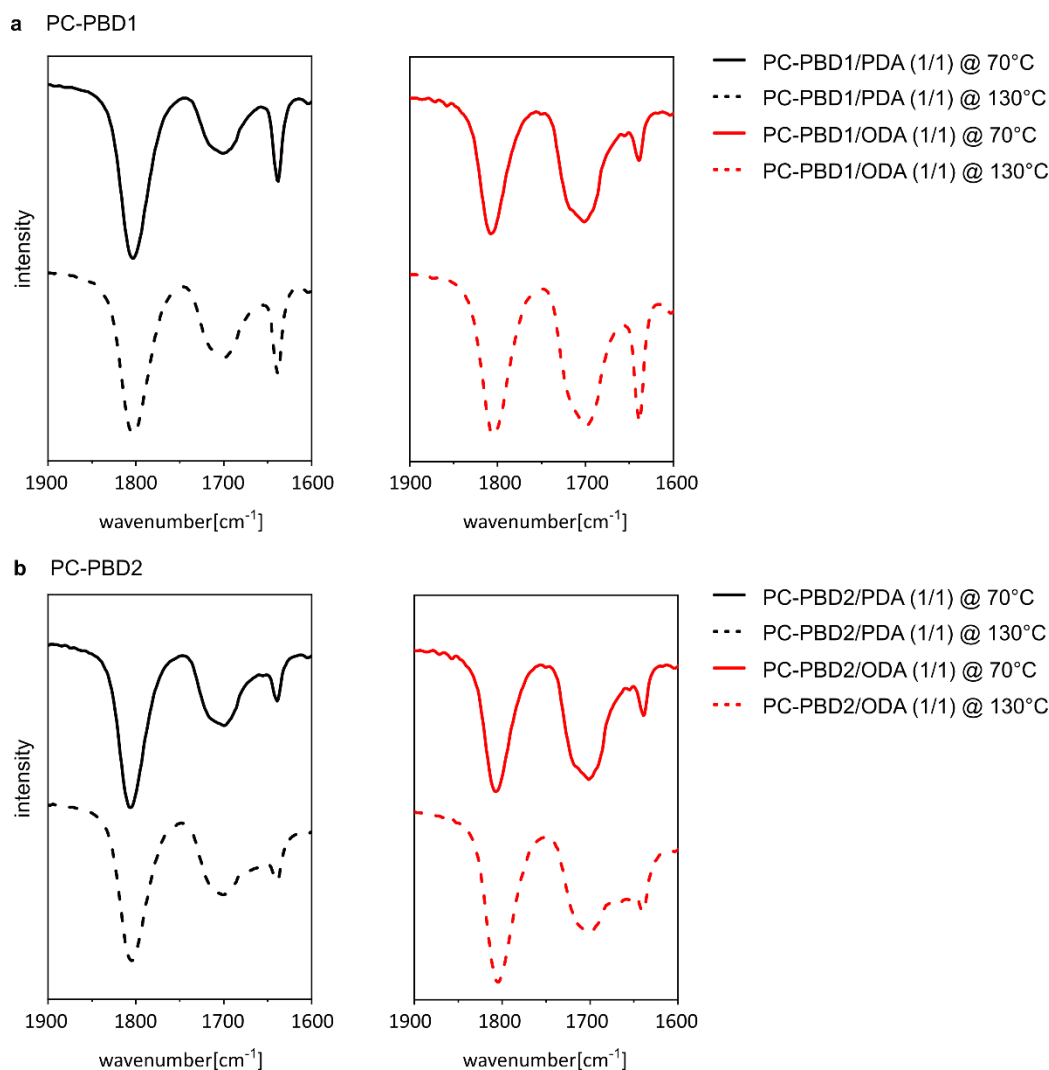 a PC-PBD1
intensity
1900 1800 1700 1600
wavenumber[cm⁻¹]
1900 1800 1700 1600
wavenumber[cm⁻¹]
PC-PBD1/PDA (1/1) @ 70°C
PC-PBD1/PDA (1/1) @ 130°C
PC-PBD1/ODA (1/1) @ 70°C
PC-PBD1/ODA (1/1) @ 130°C
b PC-PBD2
intensity
1900 1800 1700 1600
wavenumber[cm⁻¹]
1900 1800 1700 1600
wavenumber[cm⁻¹]
PC-PBD2/PDA (1/1) @ 70°C
PC-PBD2/PDA (1/1) @ 130°C
PC-PBD2/ODA (1/1) @ 70°C
PC-PBD2/ODA (1/1) @ 130°C